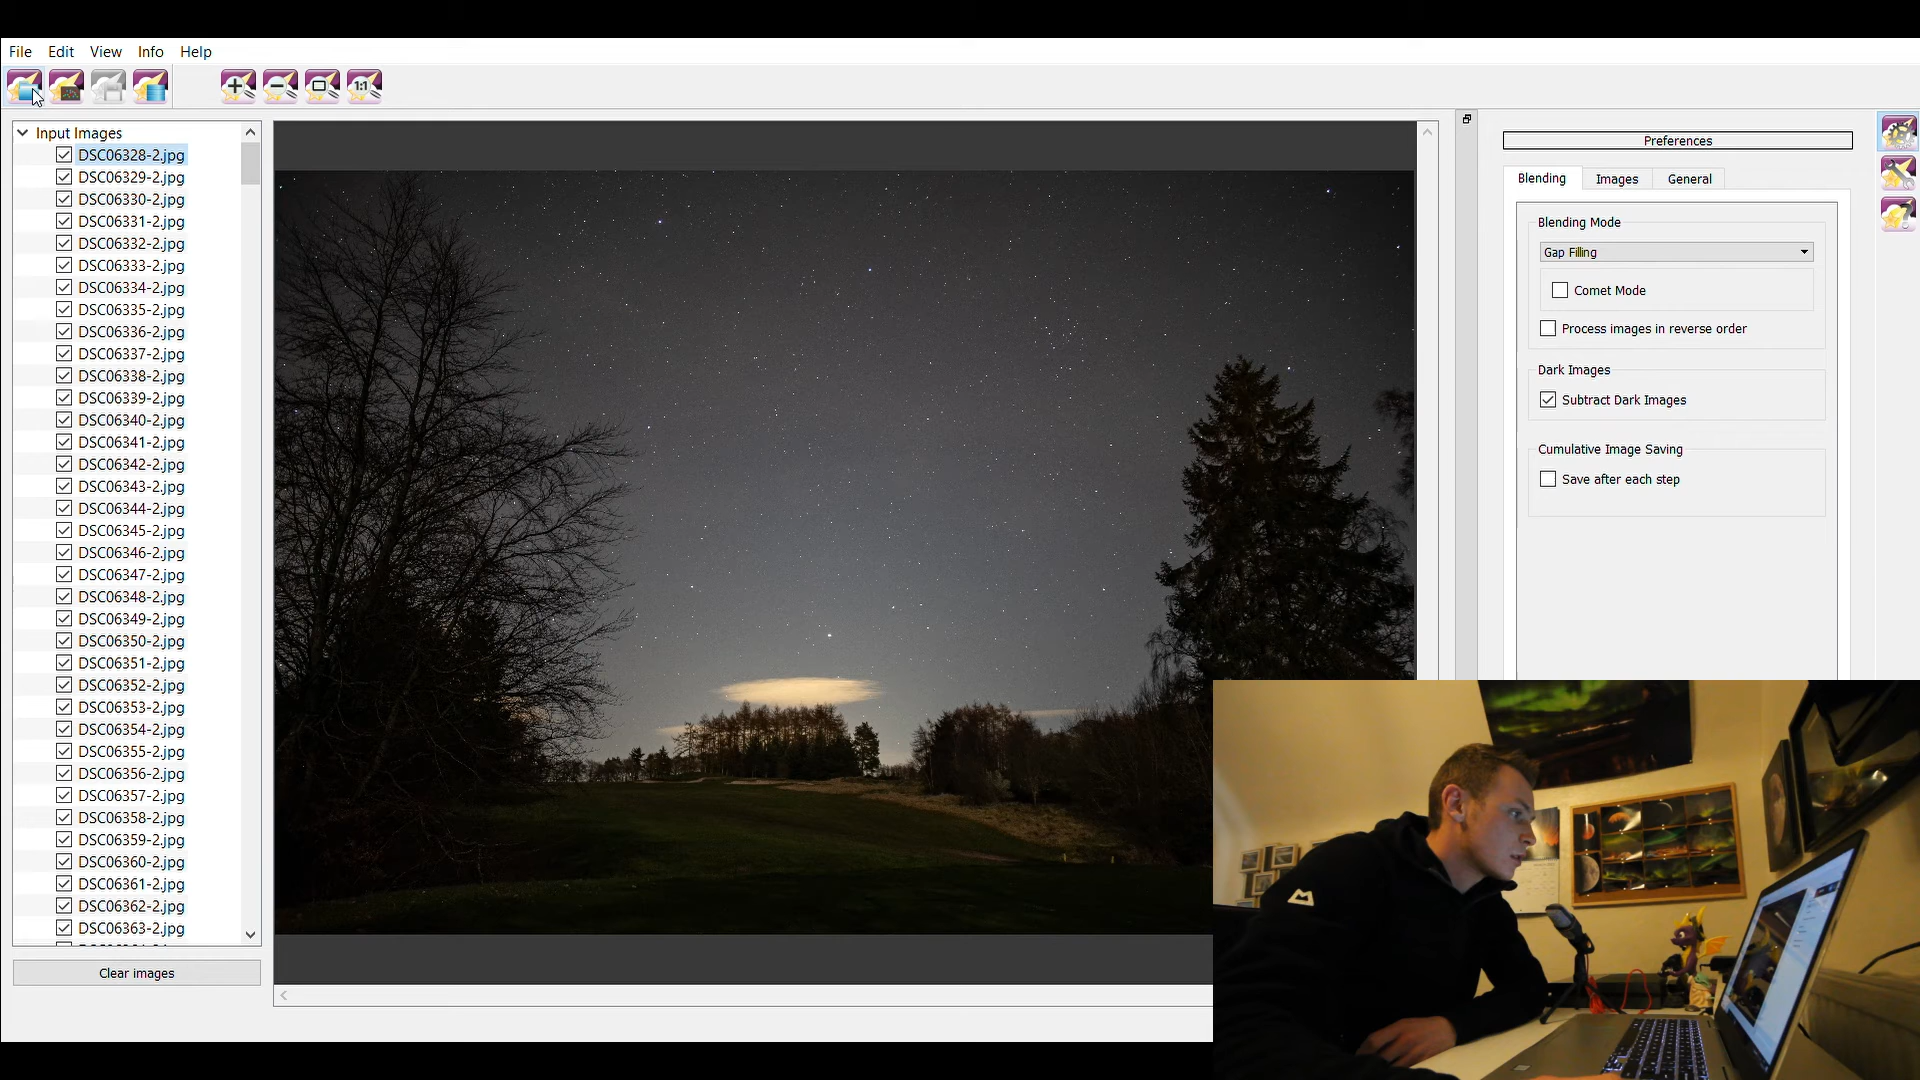 File Edit View Info Help
1:1
Input Images
DSC06328-2.jpg
DSC06329-2.jpg
DSC06330-2.jpg
DSC06331-2.jpg
DSC06332-2.jpg
DSC06333-2.jpg
DSC06334-2.jpg
DSC06335-2.jpg
DSC06336-2.jpg
DSC06337-2.jpg
DSC06338-2.jpg
DSC06339-2.jpg
DSC06340-2.jpg
DSC06341-2.jpg
DSC06342-2.jpg
DSC06343-2.jpg
DSC06344-2.jpg
DSC06345-2.jpg
DSC06346-2.jpg
DSC06347-2.jpg
DSC06348-2.jpg
DSC06349-2.jpg
DSC06350-2.jpg
DSC06351-2.jpg
DSC06352-2.jpg
DSC06353-2.jpg
DSC06354-2.jpg
DSC06355-2.jpg
DSC06356-2.jpg
DSC06357-2.jpg
DSC06358-2.jpg
DSC06359-2.jpg
DSC06360-2.jpg
DSC06361-2.jpg
DSC06362-2.jpg
DSC06363-2.jpg
Clear images
Preferences
Blending Images General
Blending Mode
Gap Filling
Comet Mode
Process images in reverse order
Dark Images
Subtract Dark Images
Cumulative Image Saving
Save after each step